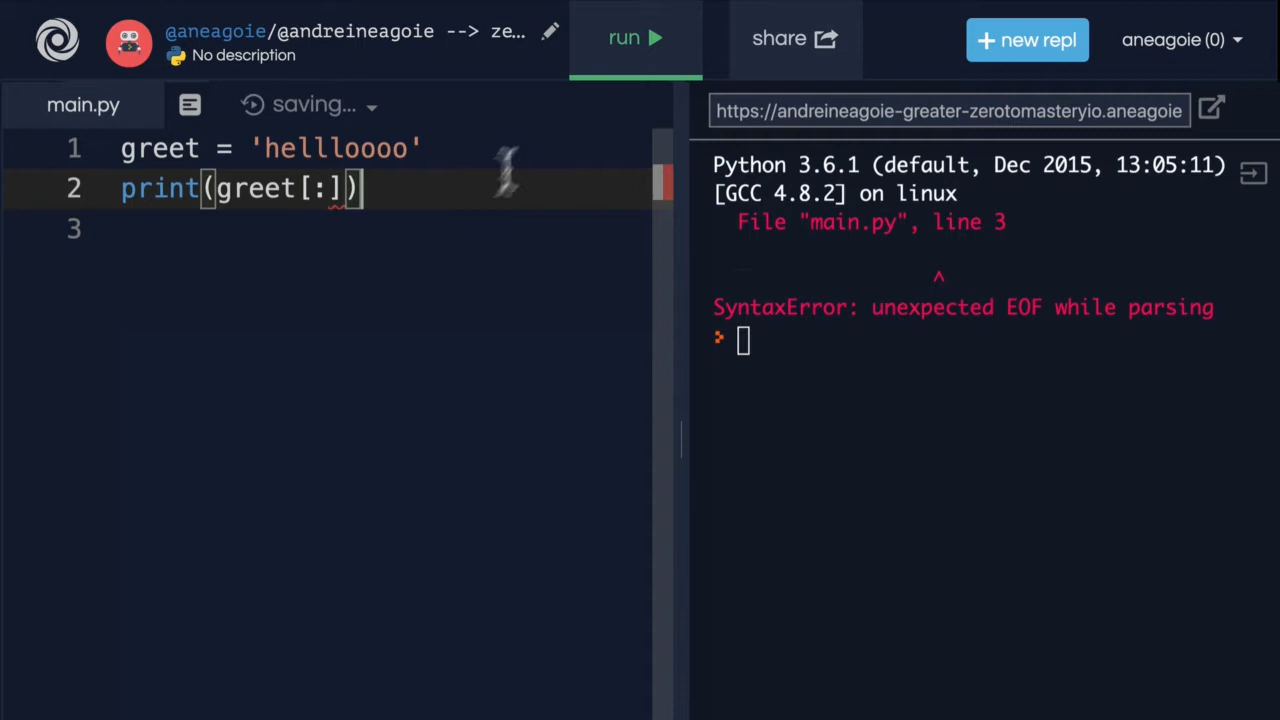 @aneagoie/@andreineagoie --> ze...
No description
run
share
+ new repl
aneagoie (0)
main.py
saving...
https://andreineagoie-greater-zerotomasteryio.aneagoie
1 greet = 'hellloooo'
2 print(greet[:])
3
Python 3.6.1 (default, Dec 2015, 13:05:11)
[GCC 4.8.2] on linux
File "main.py", line 3
^
SyntaxError: unexpected EOF while parsing